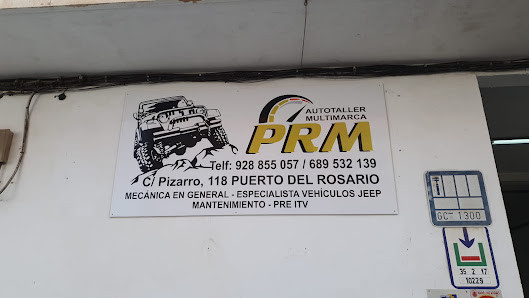 AUTOTALLER
MULTIMARCA
PRM
Telf: 928 855 057 / 689 532 139
C/ Pizarro, 118 PUERTO DEL ROSARIO
MECÁNICA EN GENERAL - ESPECIALISTA VEHÍCULOS JEEP
MANTENIMIENTO - PRE ITV
GC 1300
35 2 17
10229